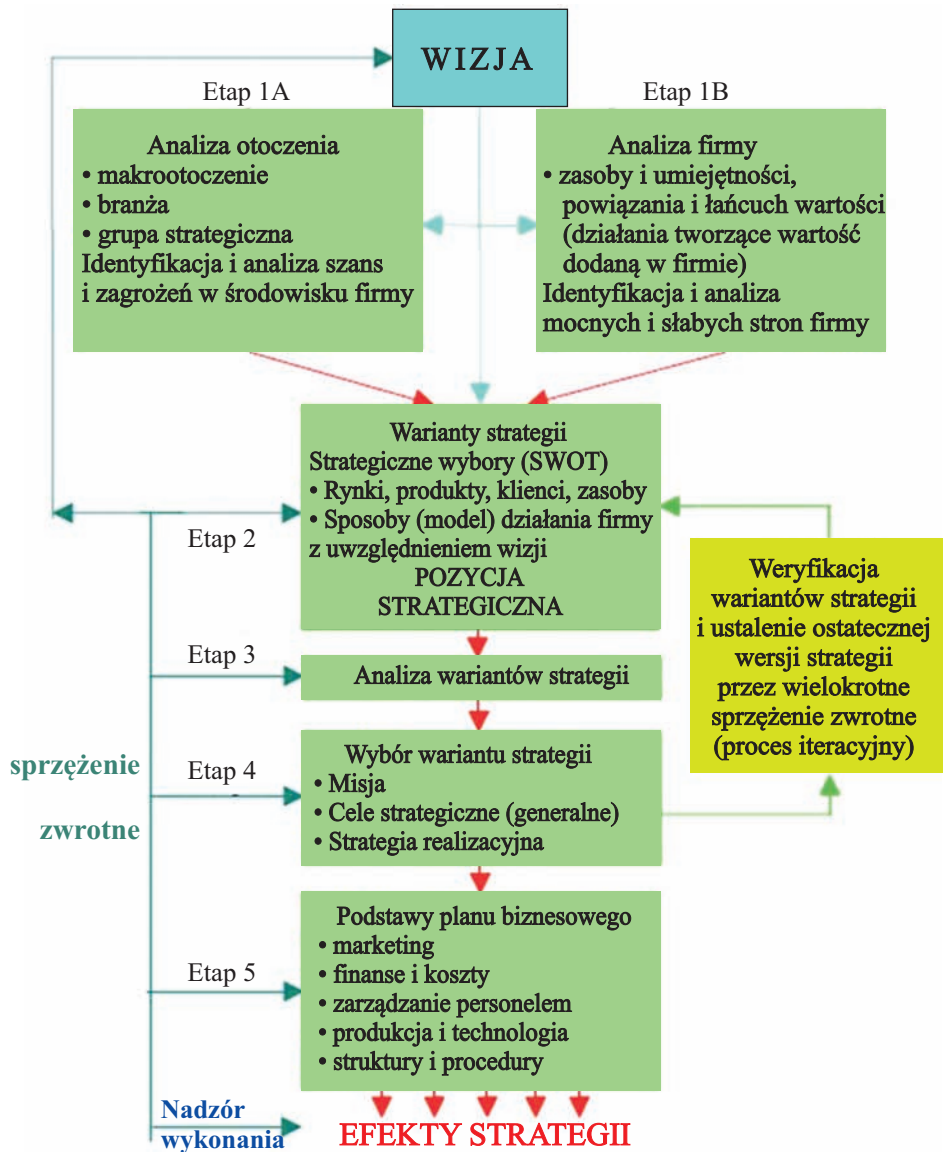 WIZJA
Etap 1A
Analiza otoczenia
• makrootoczenie
• branża
• grupa strategiczna
Identyfikacja i analiza szans
i zagrożeń w środowisku firmy
Etap 1B
Analiza firmy
• zasoby i umiejętności,
powiązania i łańcuch wartości
(działania tworzące wartość
dodaną w firmie)
Identyfikacja i analiza
mocnych i słabych stron firmy
Etap 2
Warianty strategii
Strategiczne wybory (SWOT)
• Rynki, produkty, klienci, zasoby
• Sposoby (model) działania firmy
z uwzględnieniem wizji
POZYCJA
STRATEGICZNA
Weryfikacja
wariantów strategii
i ustalenie ostatecznej
wersji strategii
przez wielokrotne
sprzężenie zwrotne
(proces iteracyjny)
Etap 3
Analiza wariantów strategii
sprzężenie
zwrotne
Etap 4
Wybór wariantu strategii
• Misja
• Cele strategiczne (generalne)
• Strategia realizacyjna
Etap 5
Podstawy planu biznesowego
• marketing
• finanse i koszty
• zarządzanie personelem
• produkcja i technologia
• struktury i procedury
Nadzór
wykonania
EFEKTY STRATEGII